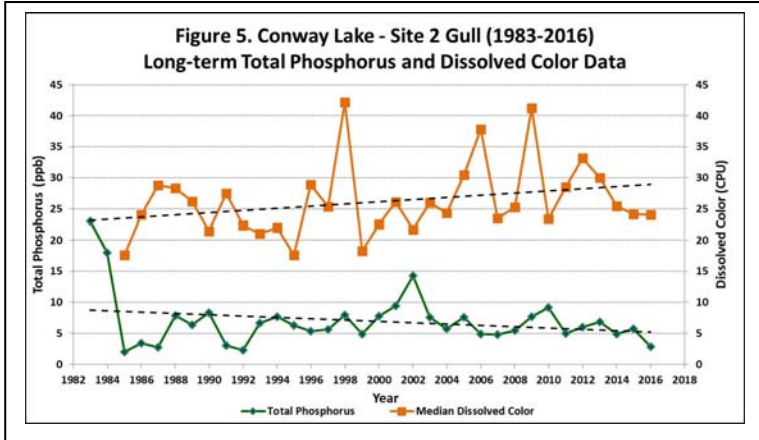 Figure 5. Conway Lake - Site 2 Gull (1983-2016)
Long-term Total Phosphorus and Dissolved Color Data
45
40
35
30
25
20
15
10
5
0
Total Phosphorus (ppb)
45
40
35
30
25
20
15
10
5
0
Dissolved Color (CPU)
1982 1984 1986 1988 1990 1992 1994 1996 1998 2000 2002 2004 2006 2008 2010 2012 2014 2016 2018
Year
Total Phosphorus Median Dissolved Color